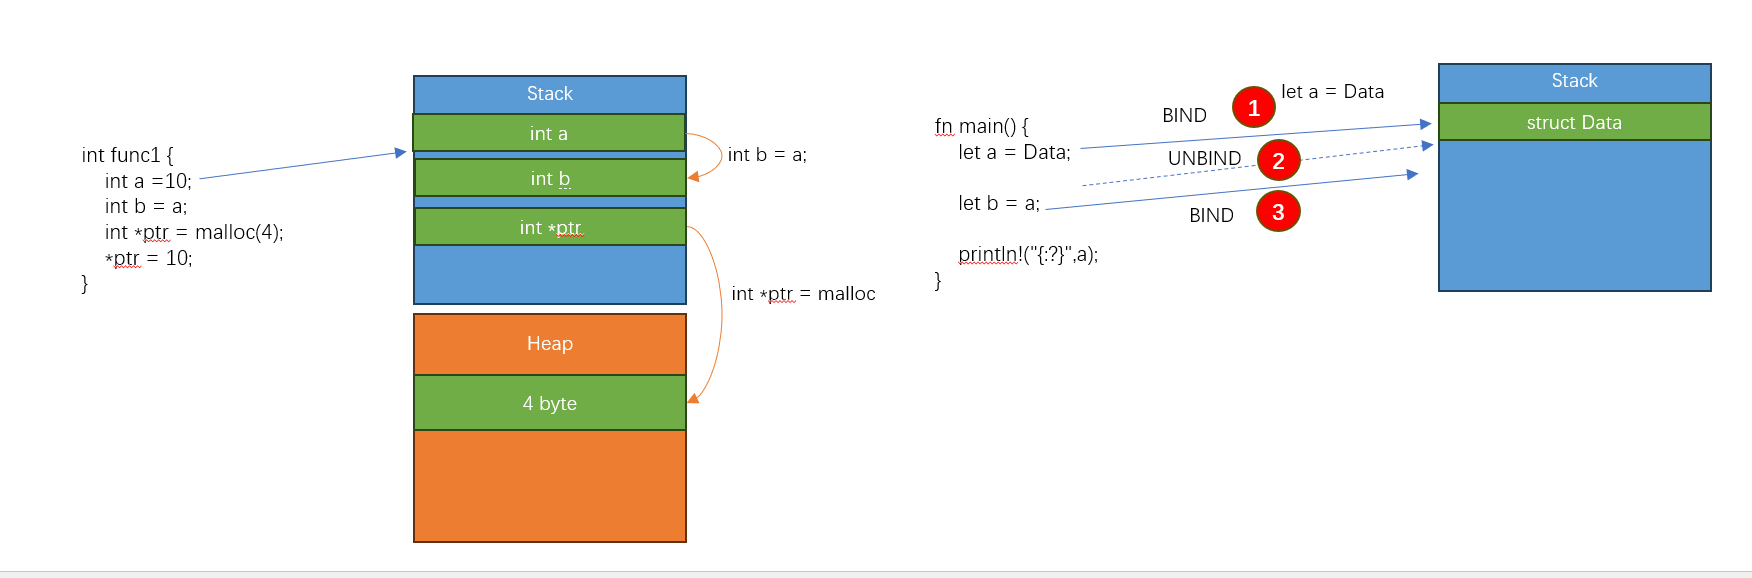 int func1 {
int a =10;
int b = a;
int *ptr = malloc(4);
*ptr = 10;
}
Stack
int a
int b
int *ptr
int b = a;
int *ptr = malloc
Heap
4 byte
fn main() {
let a = Data;
let b = a;
println!("{:?}",a);
}
BIND
1
let a = Data
UNBIND
2
BIND
3
Stack
struct Data